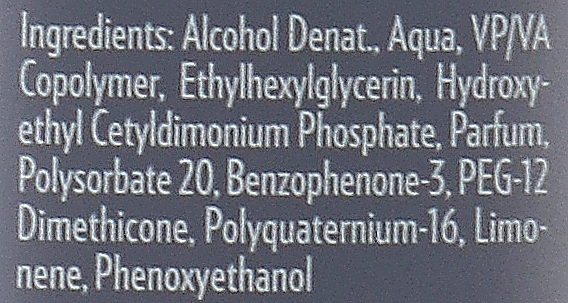 Ingredients: Alcohol Denat., Aqua, VP/VA
Copolymer, Ethylhexylglycerin, Hydroxy-
ethyl Cetyldimonium Phosphate, Parfum,
Polysorbate 20, Benzophenone-3, PEG-12
Dimethicone, Polyquaternium-16, Limo-
nene, Phenoxyethanol